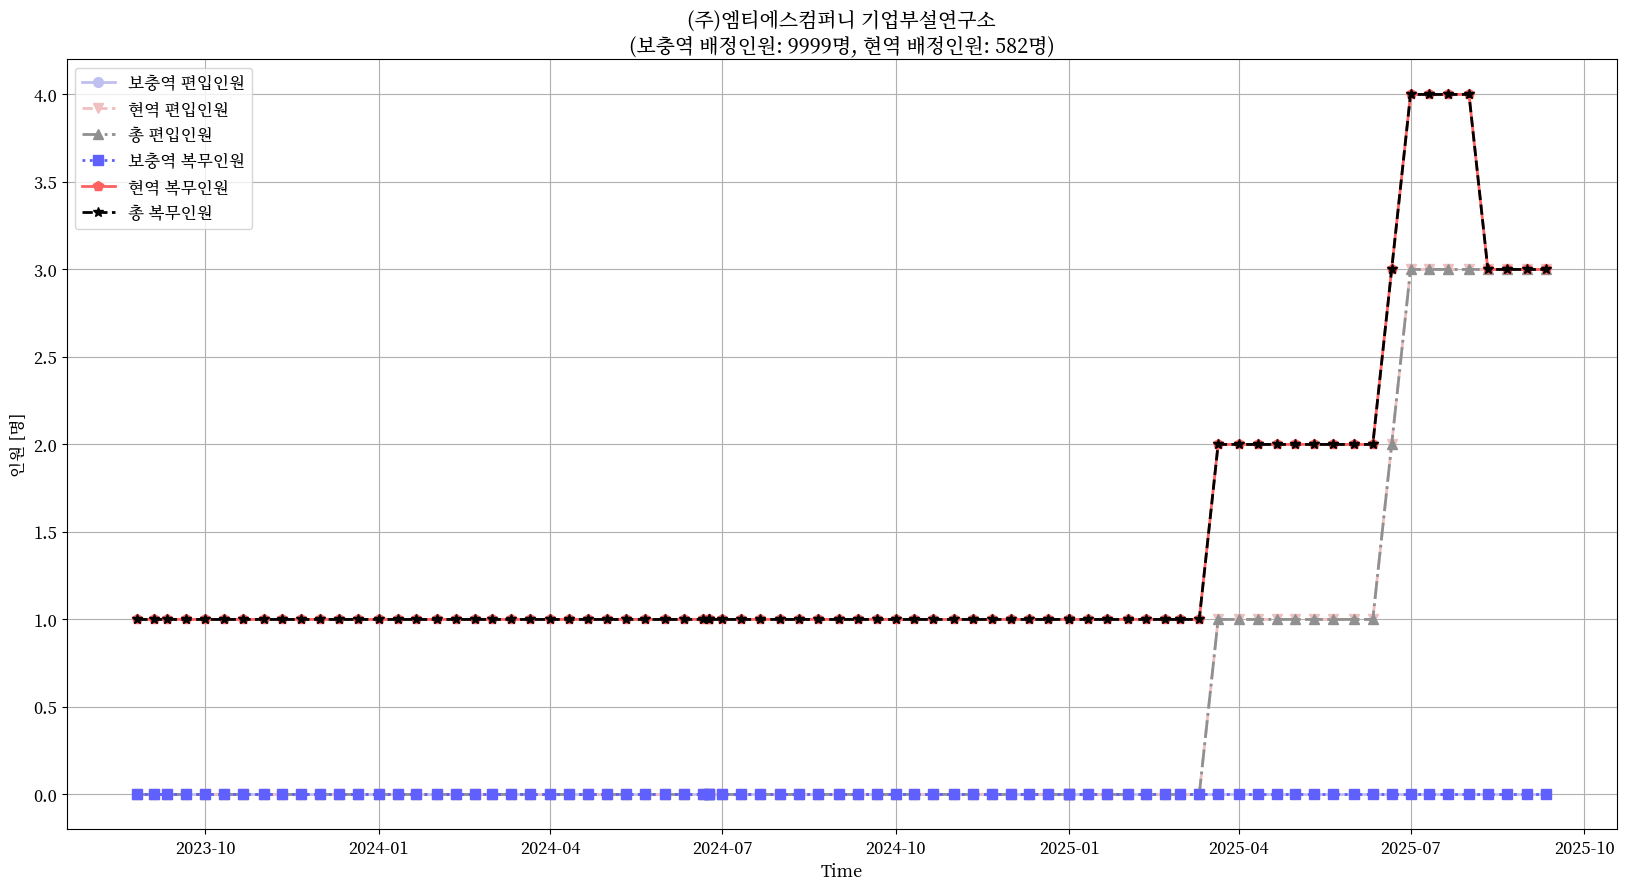 (주)엠티에스컴퍼니 기업부설연구소
(보충역 배정인원: 9999명, 현역 배정인원: 582명)
보충역 편입인원
현역 편입인원
총 편입인원
보충역 복무인원
현역 복무인원
총 복무인원
4.0
3.5
3.0
2.5
2.0
1.5
1.0
0.5
0.0
인원 [명]
2023-10
2024-01
2024-04
2024-07
2024-10
2025-01
2025-04
2025-07
2025-10
Time